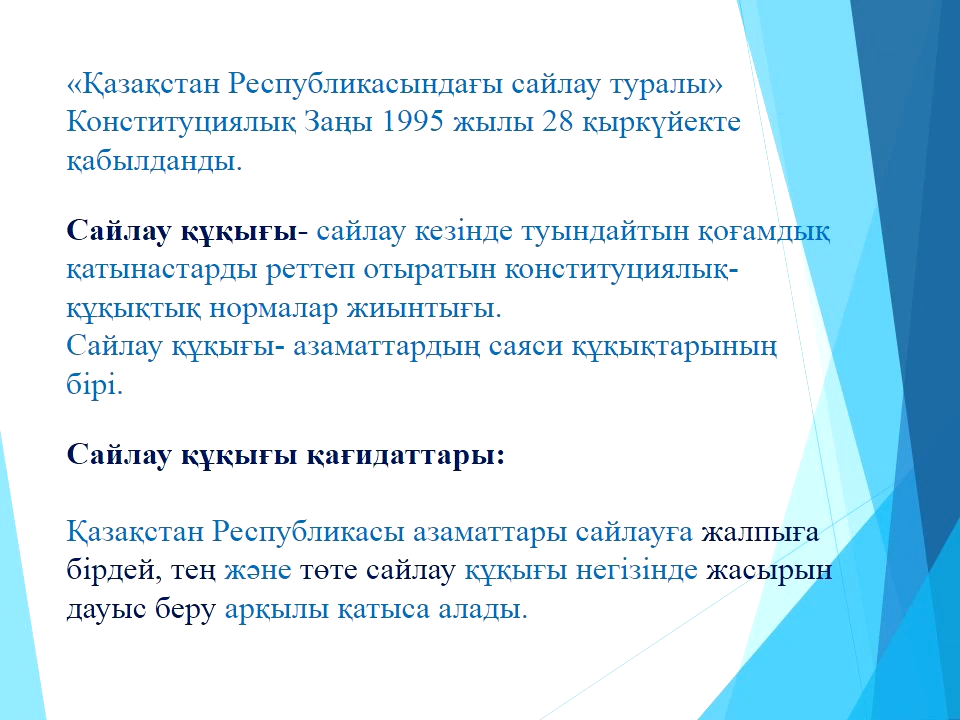 «Қазақстан Республикасындағы сайлау туралы»
Конституциялық Заңы 1995 жылы 28 қыркүйекте
қабылданды.
Сайлау құқығы- сайлау кезінде туындайтын қоғамдық
қатынастарды реттеп отыратын конституциялық-
құқықтық нормалар жиынтығы.
Сайлау құқығы- азаматтардың саяси құқықтарының
бірі.
Сайлау құқығы қағидаттары:
Қазақстан Республикасы азаматтары сайлауға жалпыға
бірдей, тең және төте сайлау құқығы негізінде жасырын
дауыс беру арқылы қатыса алады.